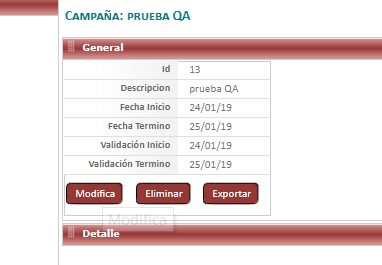 CAMPAÑA: PRUEBA QA
General
Id 13
Descripcion prueba QA
Fecha Inicio 24/01/19
Fecha Termino 25/01/19
Validación Inicio 24/01/19
Validación Termino 25/01/19
Modifica Eliminar Exportar
Modifica
Detalle